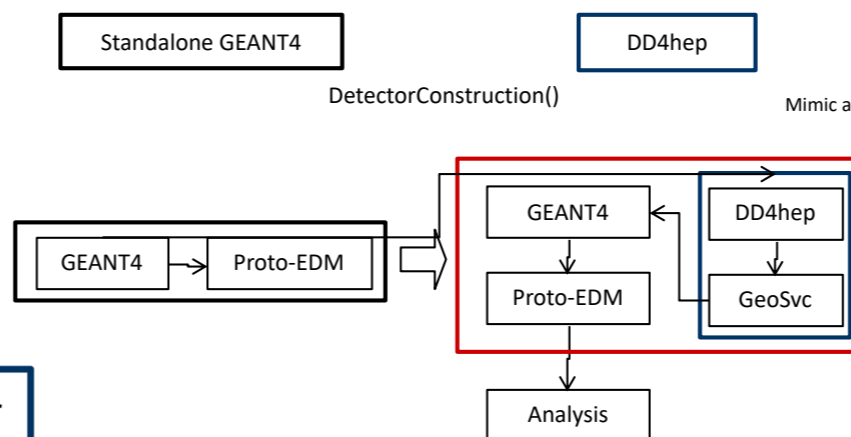 Standalone GEANT4
DD4hep
DetectorConstruction()
Mimic a
GEANT4
DD4hep
GEANT4
Proto-EDM
Proto-EDM
GeoSvc
Analysis